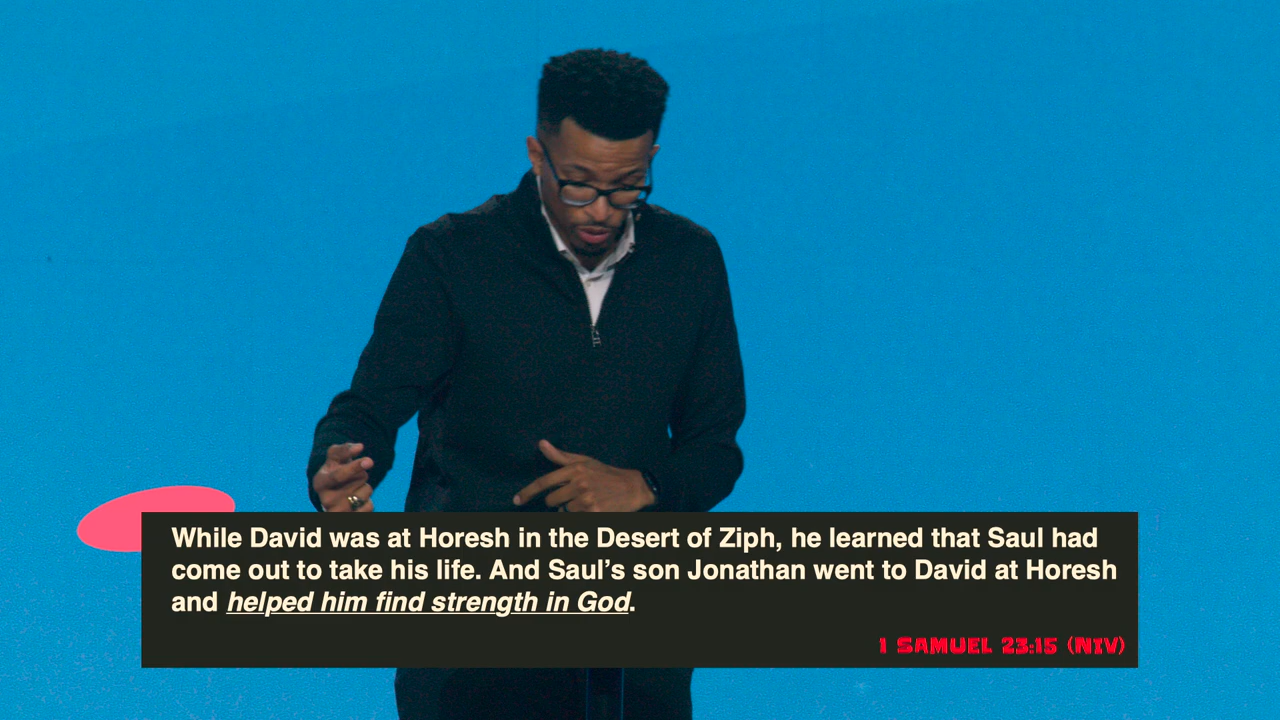 While David was at Horesh in the Desert of Ziph, he learned that Saul had
come out to take his life. And Saul’s son Jonathan went to David at Horesh
and helped him find strength in God.
1 SAMUEL 23:15 (NIV)